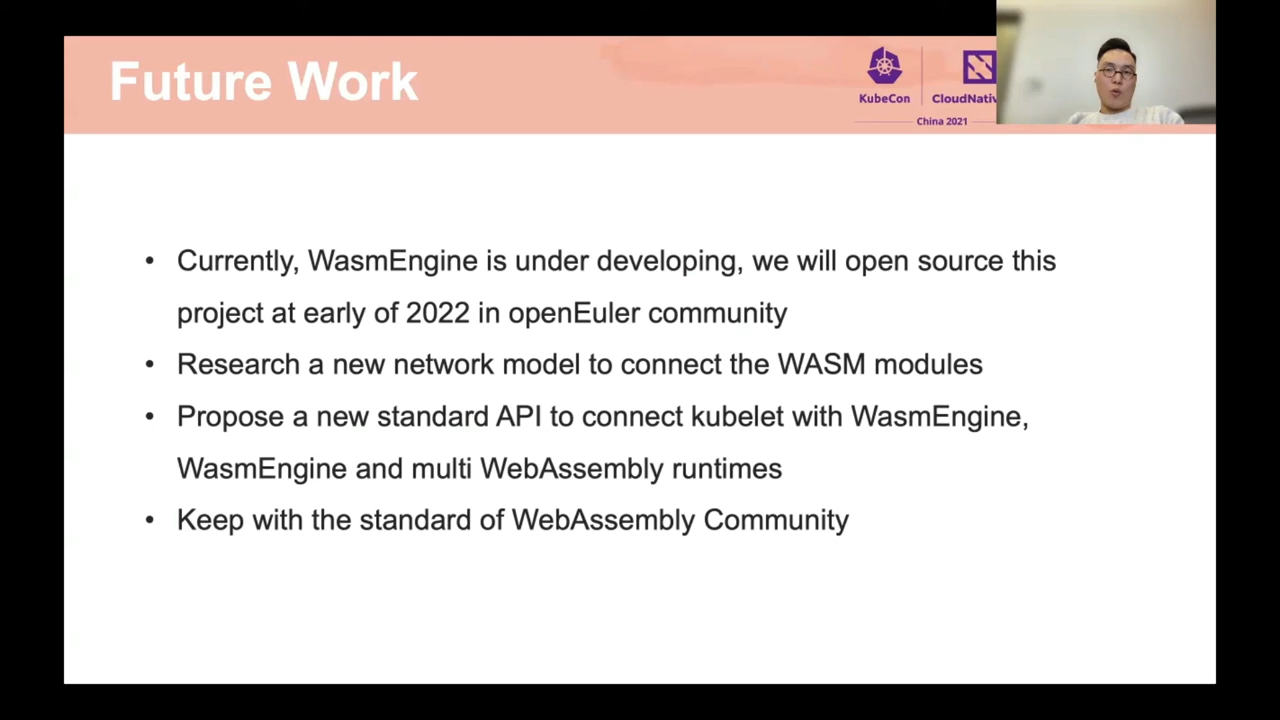 Future Work
KubeCon
CloudNativ
China 2021
• Currently, WasmEngine is under developing, we will open source this
project at early of 2022 in openEuler community
• Research a new network model to connect the WASM modules
• Propose a new standard API to connect kubelet with WasmEngine,
WasmEngine and multi WebAssembly runtimes
• Keep with the standard of WebAssembly Community